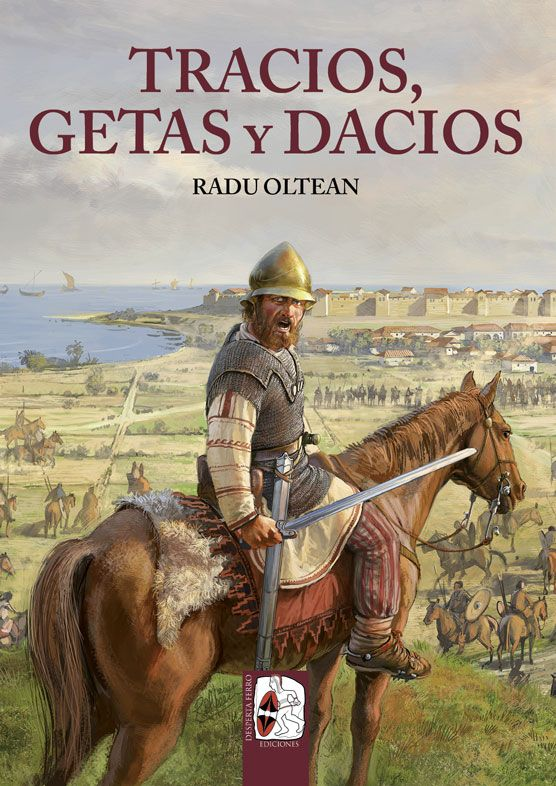 TRACIOS,
GETAS Y DACIOS
RADU OLTEAN
DESPERTA FERRO
EDICIONES